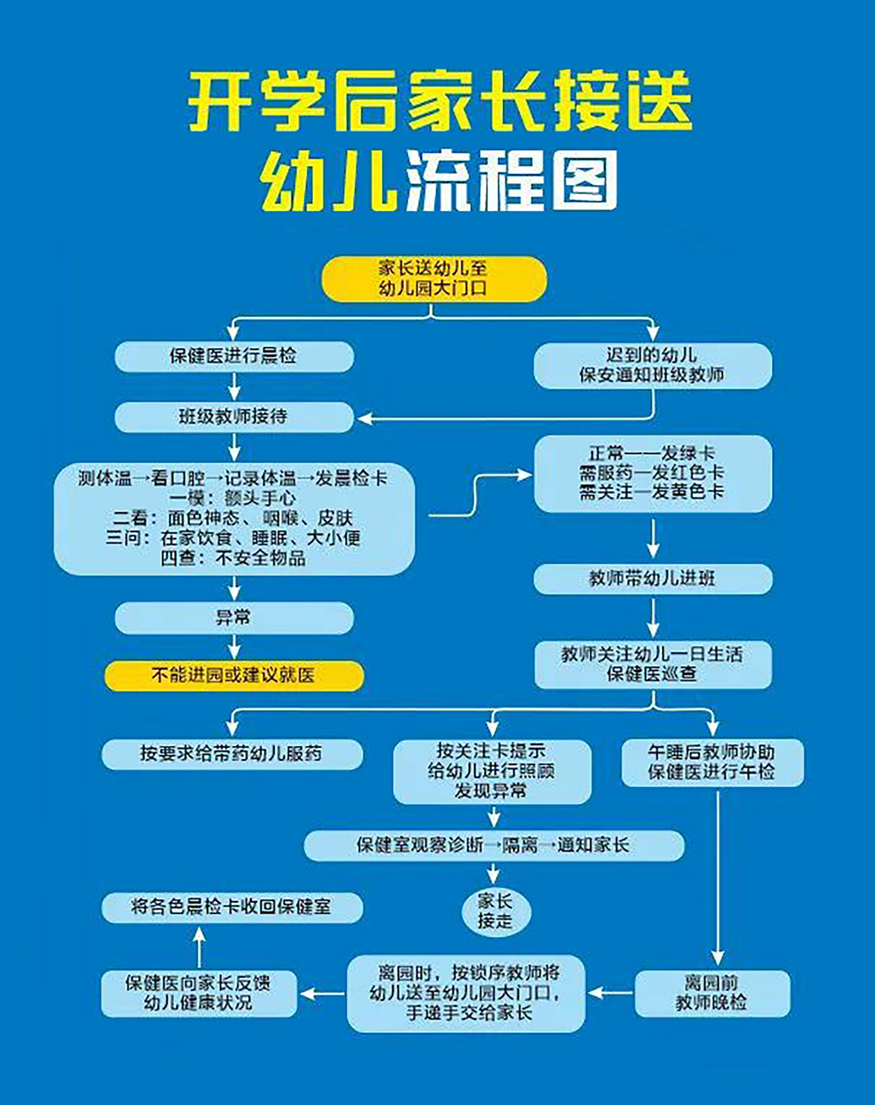 开学后家长接送
幼儿流程图
家长送幼儿至
幼儿园大门口
保健医进行晨检
迟到的幼儿
保安通知班级教师
班级教师接待
测体温→看口腔→记录体温→发晨检卡
一模：额头手心
二看：面色神态、咽喉、皮肤
三问：在家饮食、睡眠、大小便
四查：不安全物品
正常——发绿卡
需服药—发红色卡
需关注—发黄色卡
异常
教师带幼儿进班
不能进园或建议就医
教师关注幼儿一日生活
保健医巡查
按要求给带药幼儿服药
按关注卡提示
给幼儿进行照顾
发现异常
午睡后教师协助
保健医进行午检
保健室观察诊断→隔离→通知家长
家长
接走
将各色晨检卡收回保健室
保健医向家长反馈
幼儿健康状况
离园时，按锁序教师将
幼儿送至幼儿园大门口，
手递手交给家长
离园前
教师晚检